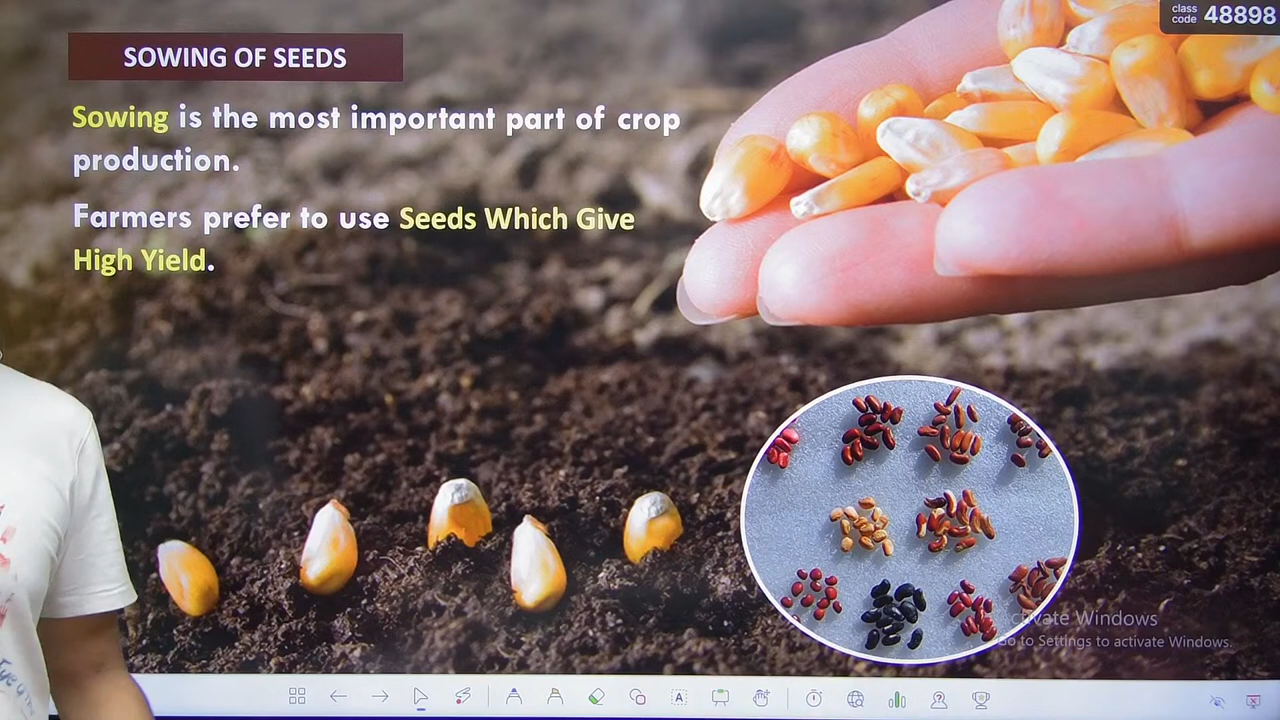 class
code 48898
SOWING OF SEEDS
Sowing is the most important part of crop
production.
Farmers prefer to use Seeds Which Give
High Yield.
Activate Windows
Go to Settings to activate Windows.
A